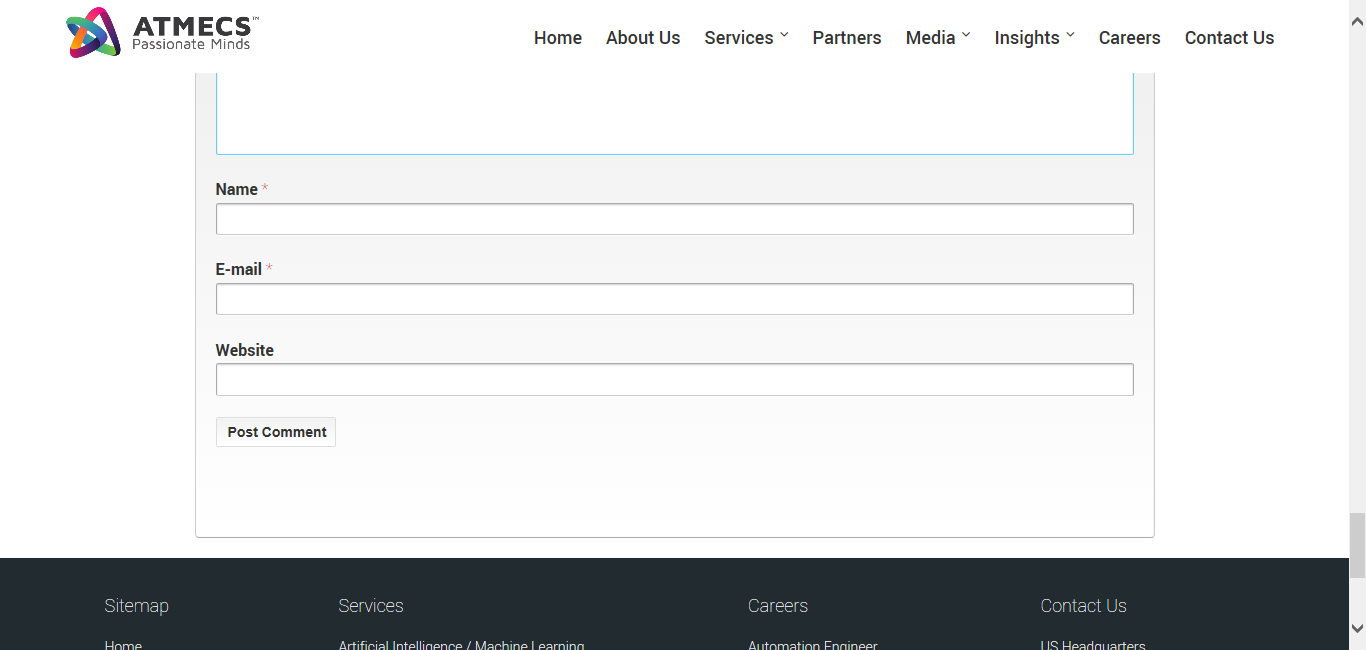 ATMECS™
Passionate Minds
Home About Us Services Partners Media Insights Careers Contact Us
Name *
E-mail *
Website
Post Comment
Sitemap Services Careers Contact Us
Home Artificial Intelligence / Machine Learning Automation Engineer US Headquarters